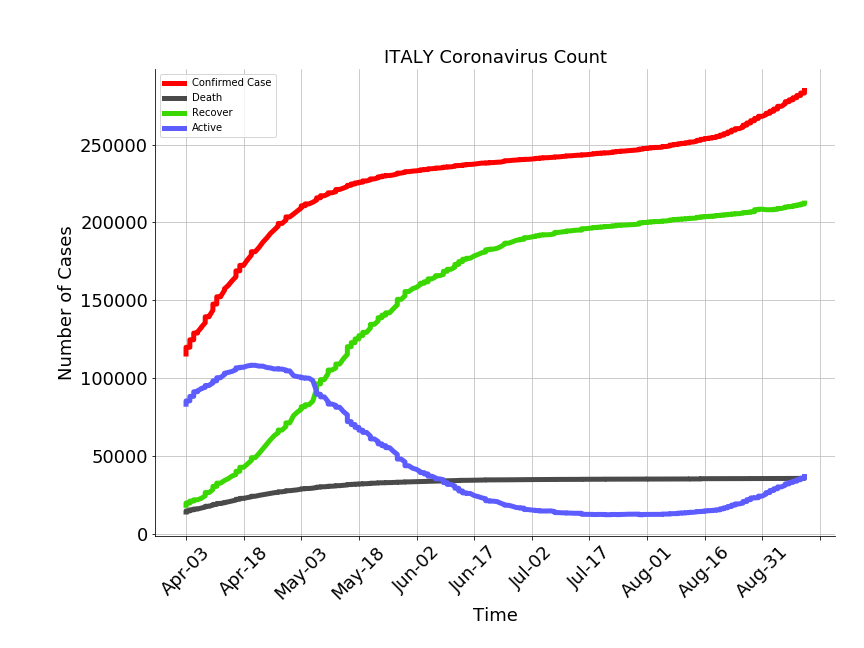 ITALY Coronavirus Count
Confirmed Case
Death
Recover
Active
Number of Cases
250000
200000
150000
100000
50000
0
Apr-03
Apr-18
May-03
May-18
Jun-02
Jun-17
Jul-02
Jul-17
Aug-01
Aug-16
Aug-31
Time